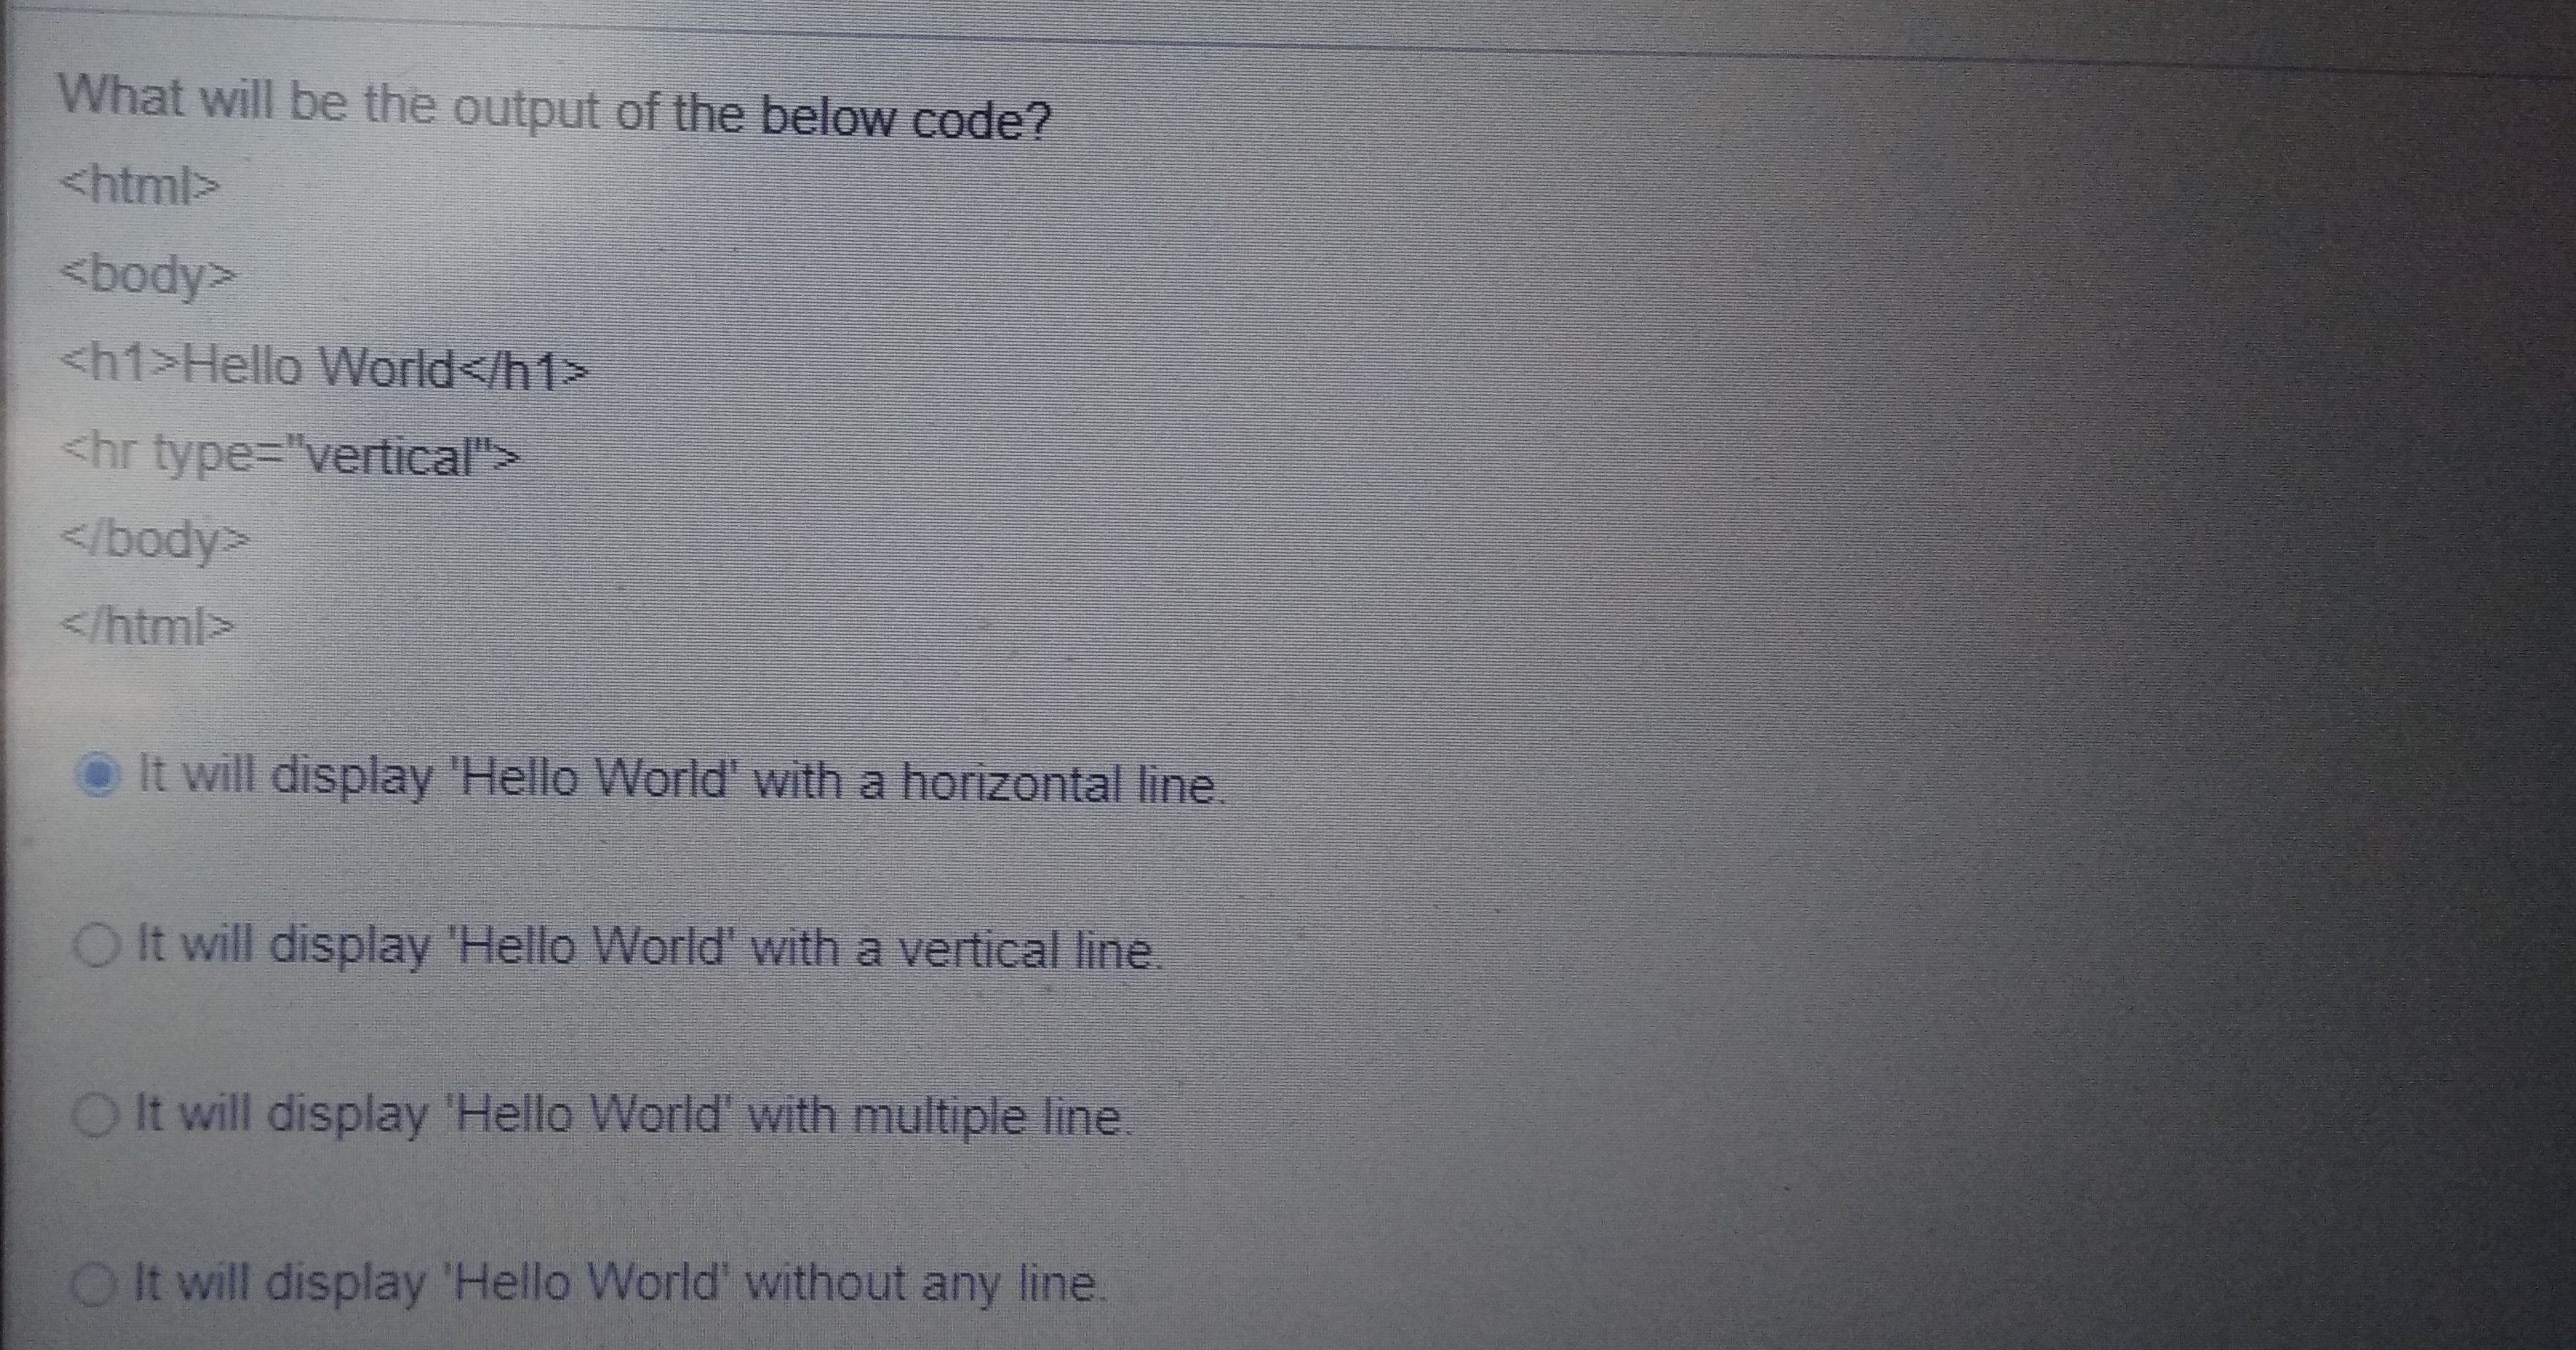 What will be the output of the below code?
<html>
<body>
<h1>Hello World</h1>
<hr type="vertical">
</body>
</html>
It will display 'Hello World' with a horizontal line.
It will display 'Hello World' with a vertical line.
It will display 'Hello World' with multiple line.
It will display 'Hello World' without any line.